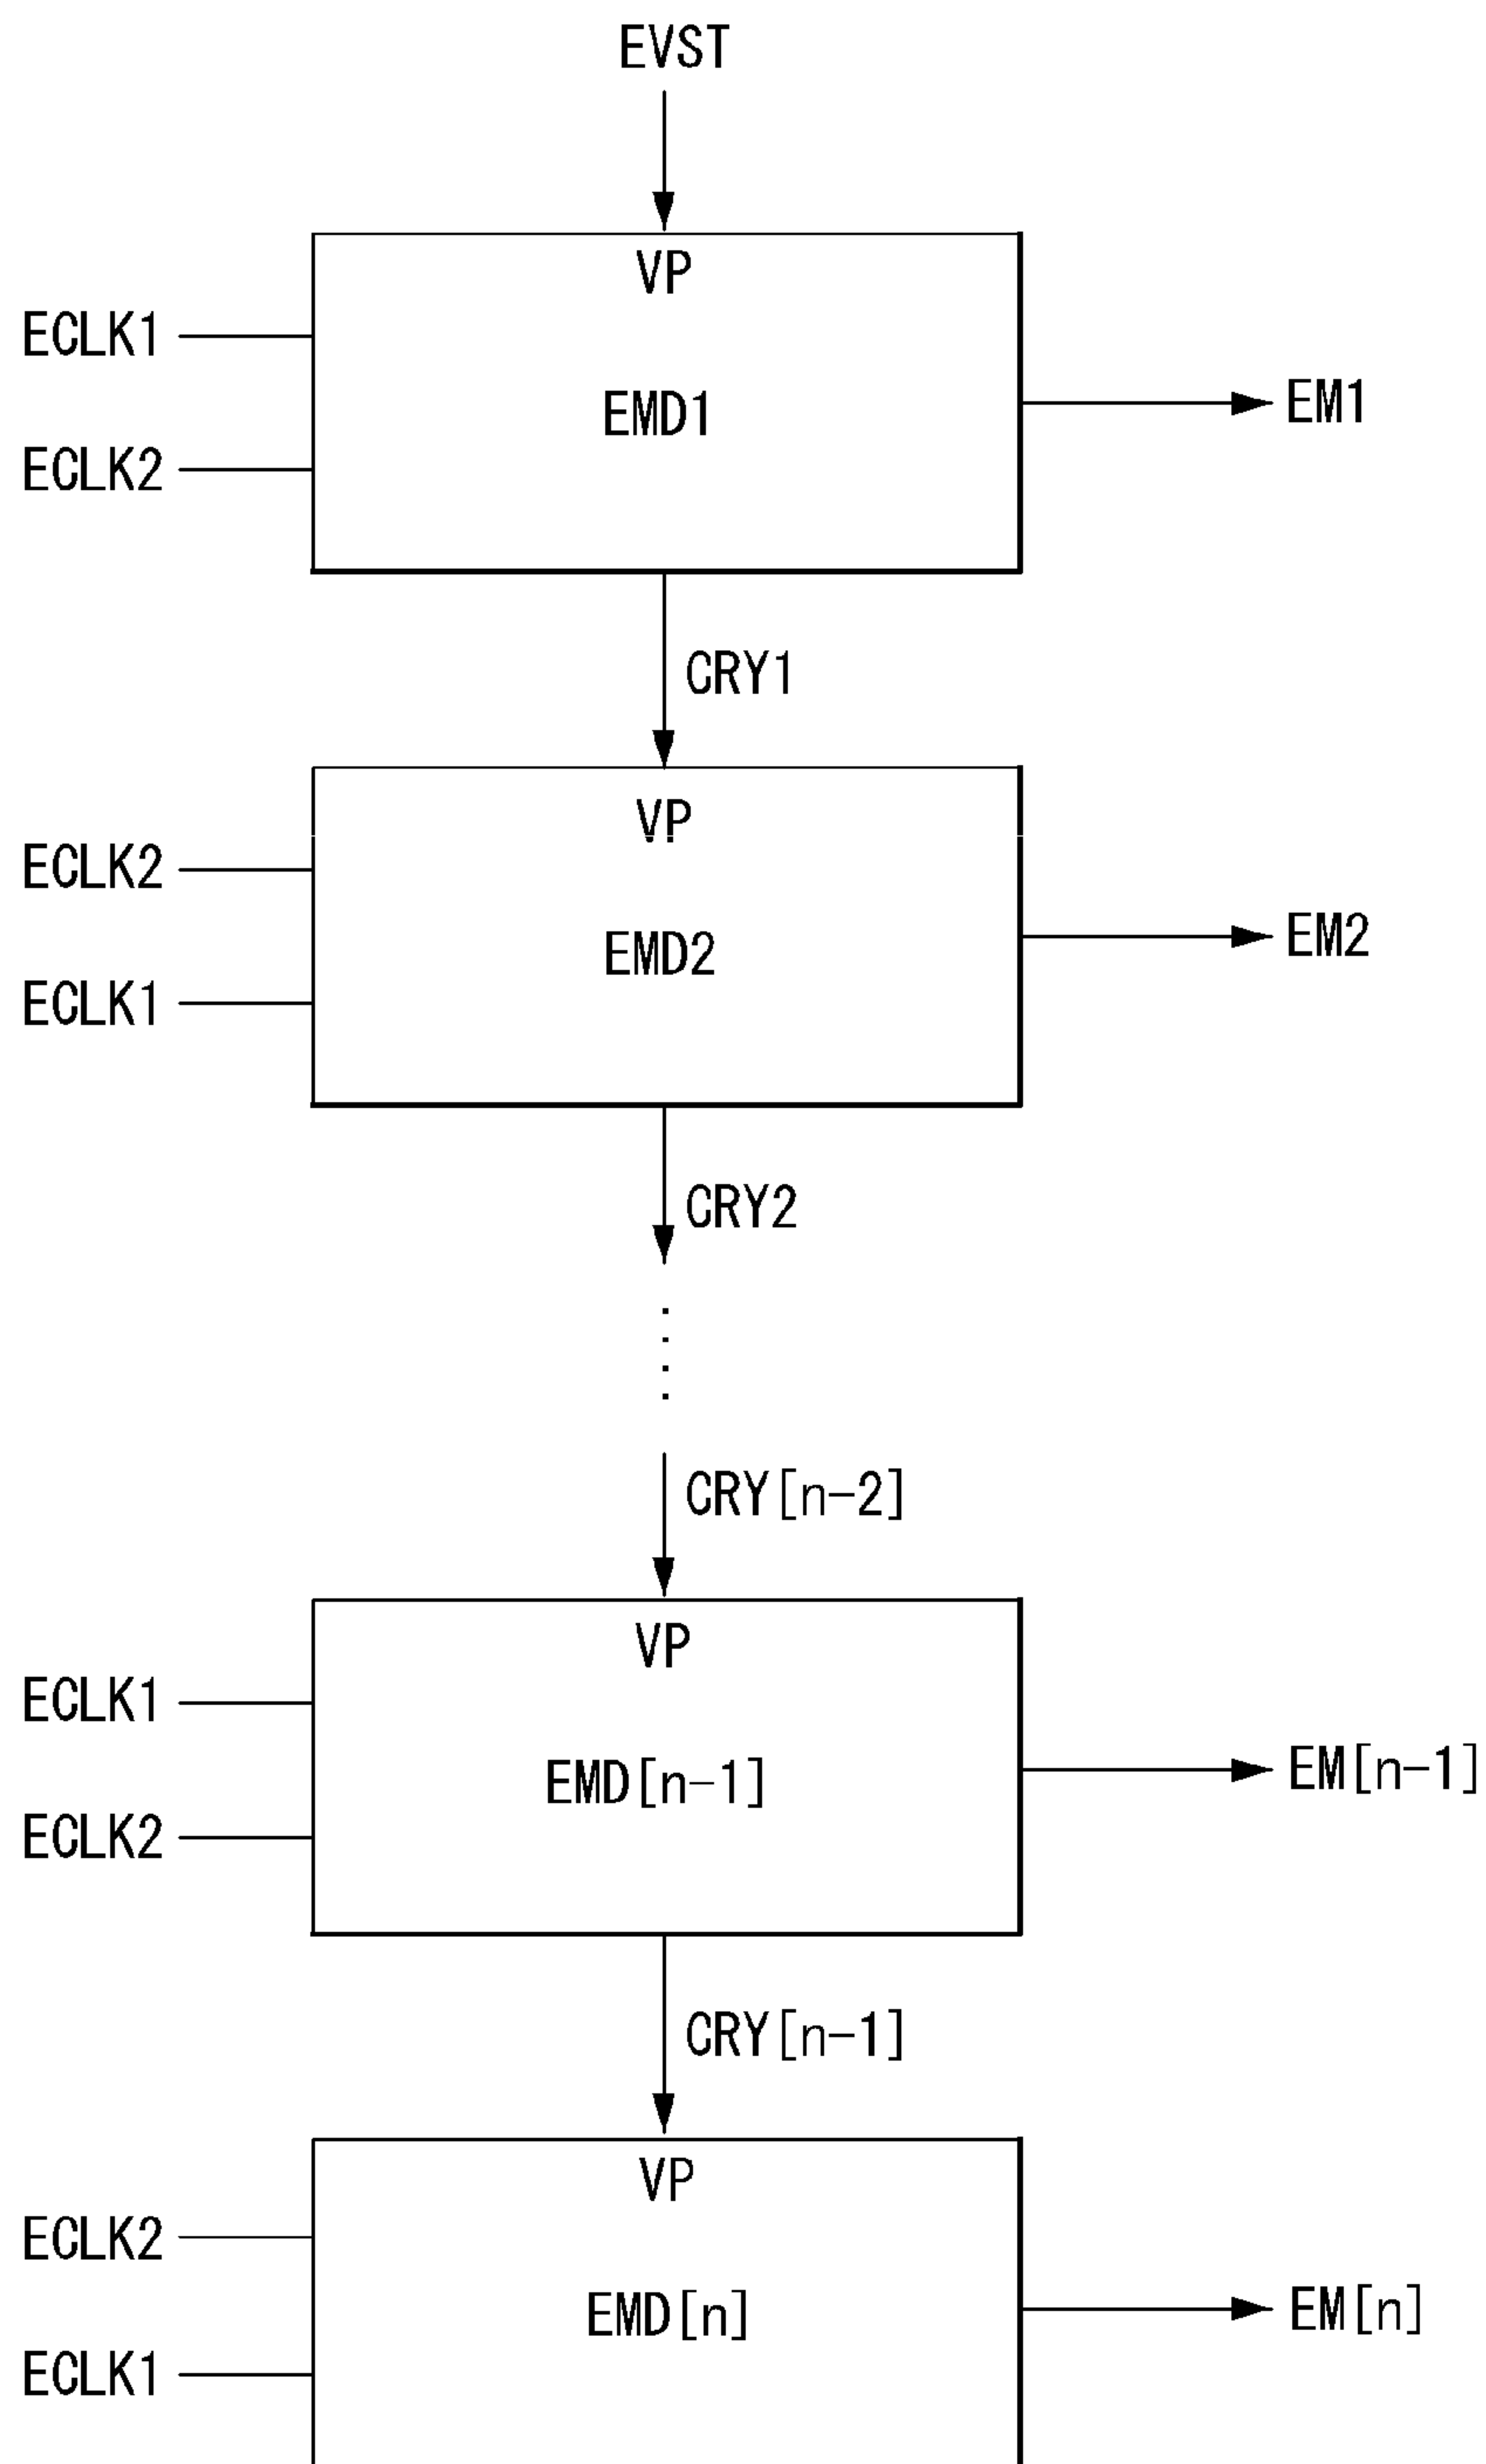 EVST
VP
ECLK1
EMD1
EM1
ECLK2
CRY1
VP
ECLK2
EMD2
EM2
ECLK1
CRY2
CRY[n-2]
VP
ECLK1
EMD[n-1]
EM[n-1]
ECLK2
CRY[n-1]
VP
ECLK2
EMD[n]
EM[n]
ECLK1